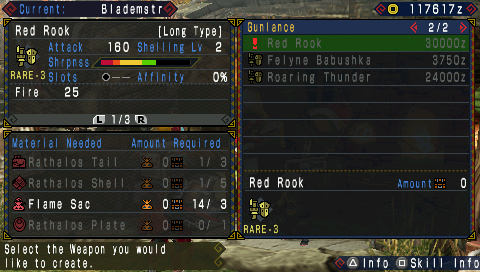 Current: Blademstr
117617z
Red Rook [Long Type]
Attack 160 Shelling Lv 2
Shrpnss
RARE-3 Slots Affinity 0%
Fire 25
L 1/3 R
Material Needed Amount Required
Rathalos Tail 0 1/ 3
Rathalos Shell 0 1/ 5
Flame Sac 0 14/ 3
Rathalos Plate 0 0/ 1
Select the Weapon you would
like to create.
Gunlance 2/2
Red Rook 30000z
Felyne Babushka 3750z
Roaring Thunder 24000z
Red Rook Amount 0
RARE-3
Info Skill Info